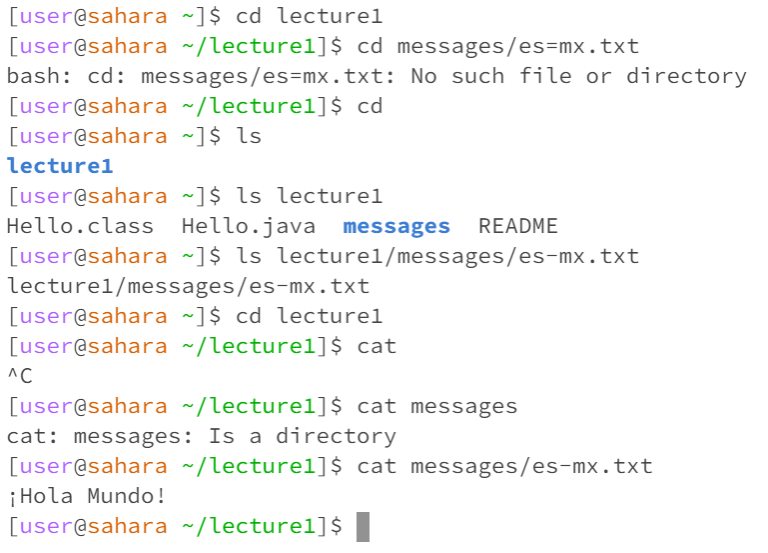 [user@sahara ~]$ cd lecture1
[user@sahara ~/lecture1]$ cd messages/es=mx.txt
bash: cd: messages/es=mx.txt: No such file or directory
[user@sahara ~/lecture1]$ cd
[user@sahara ~]$ ls
lecture1
[user@sahara ~]$ ls lecture1
Hello.class  Hello.java  messages  README
[user@sahara ~]$ ls lecture1/messages/es-mx.txt
lecture1/messages/es-mx.txt
[user@sahara ~]$ cd lecture1
[user@sahara ~/lecture1]$ cat
^C
[user@sahara ~/lecture1]$ cat messages
cat: messages: Is a directory
[user@sahara ~/lecture1]$ cat messages/es-mx.txt
¡Hola Mundo!
[user@sahara ~/lecture1]$